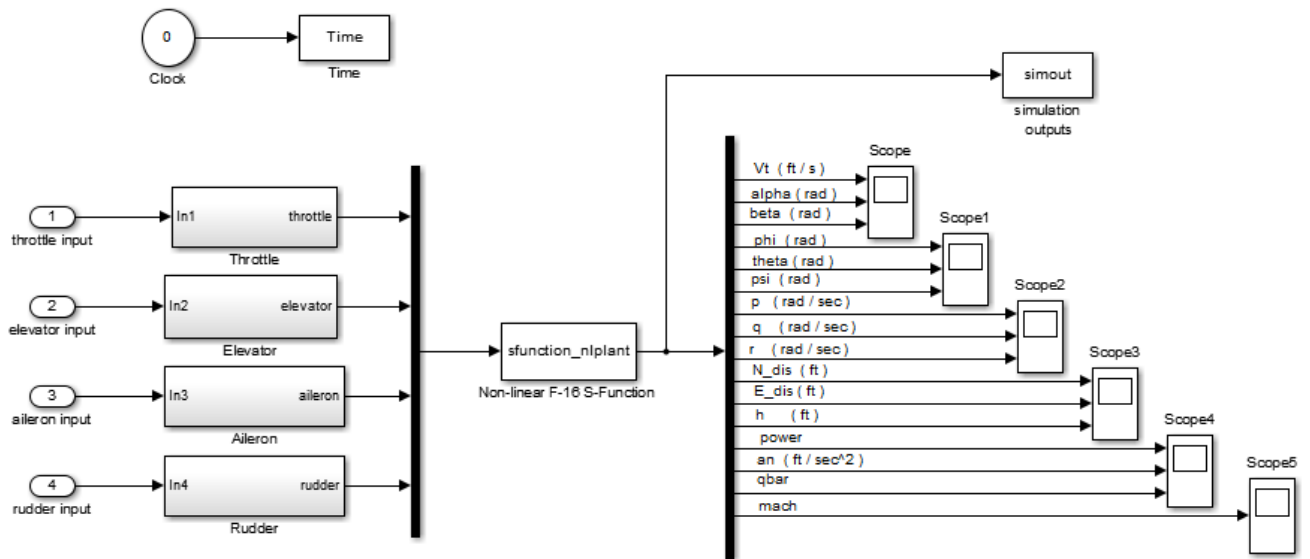 0
Clock
Time
Time
simout
simulation
outputs
1
throttle input
In1
throttle
Throttle
2
elevator input
In2
elevator
Elevator
3
aileron input
In3
aileron
Aileron
4
rudder input
In4
rudder
Rudder
sfunction_nlplant
Non-linear F-16 S-Function
Vt ( ft / s )
alpha ( rad )
beta ( rad )
phi ( rad )
theta ( rad )
psi ( rad )
p ( rad / sec )
q ( rad / sec )
r ( rad / sec )
N_dis ( ft )
E_dis ( ft )
h ( ft )
power
an ( ft / sec^2 )
qbar
mach
Scope
Scope1
Scope2
Scope3
Scope4
Scope5